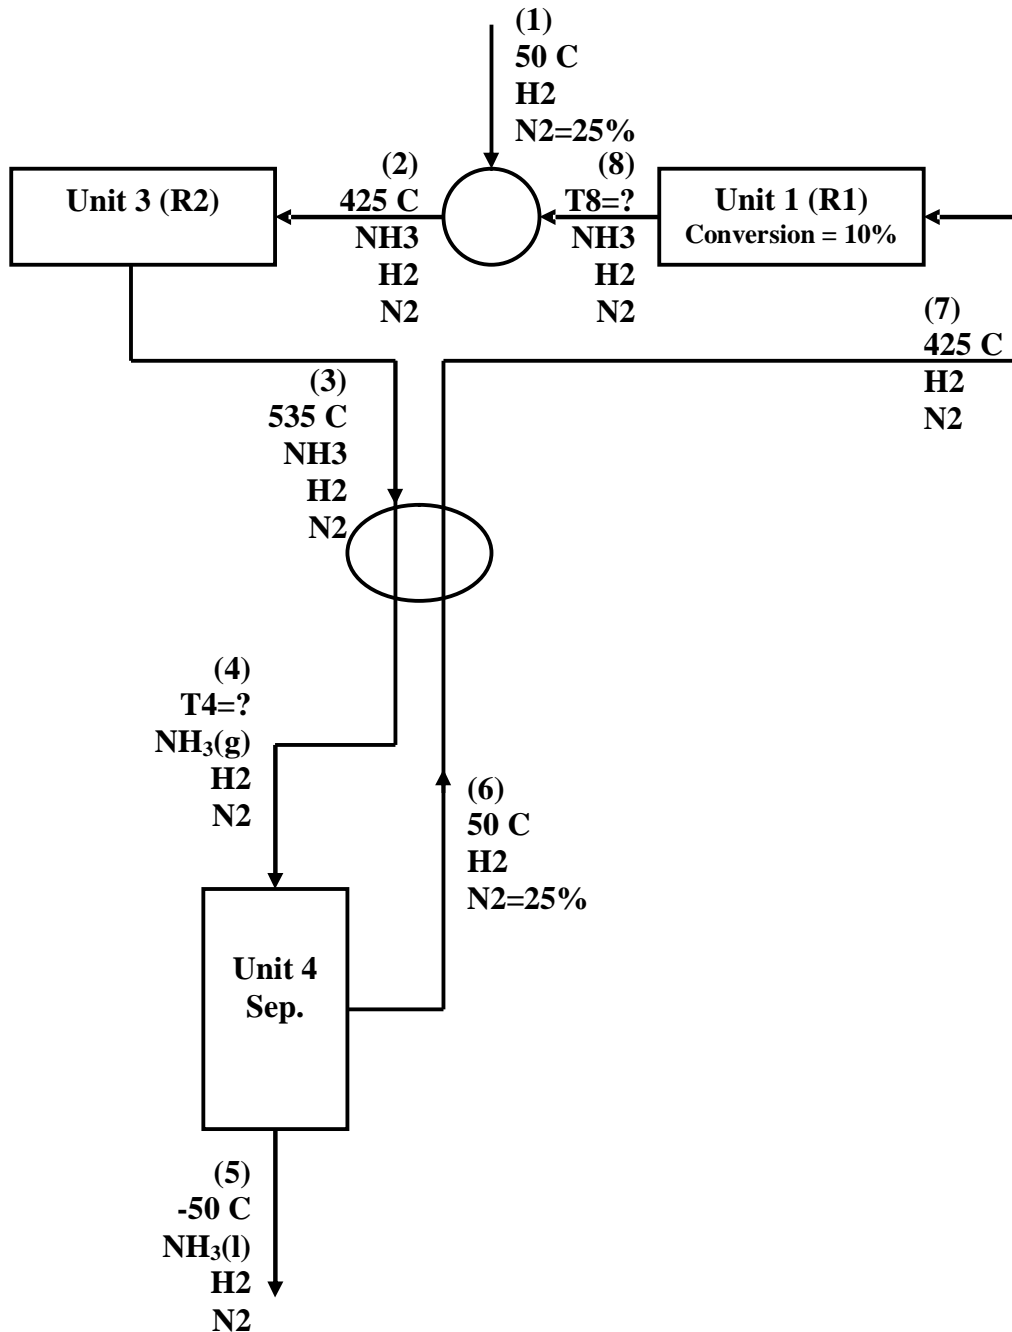 (1)
50 C
H2
N2=25%
Unit 3 (R2)
(2)
425 C
NH3
H2
N2
(8)
T8=?
NH3
H2
N2
Unit 1 (R1)
Conversion = 10%
(7)
425 C
H2
N2
(3)
535 C
NH3
H2
N2
(4)
T4=?
NH₃(g)
H2
N2
(6)
50 C
H2
N2=25%
Unit 4
Sep.
(5)
-50 C
NH₃(l)
H2
N2